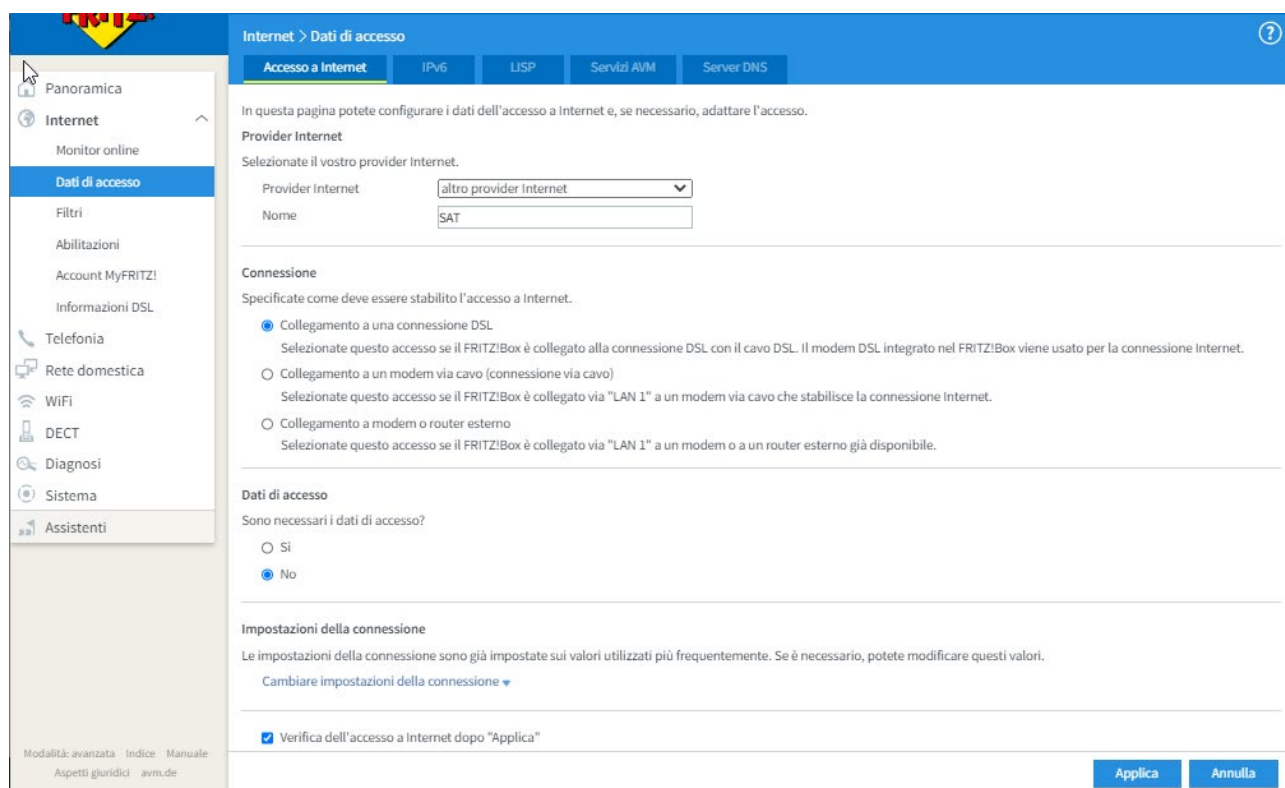 FRITZ!
Internet > Dati di accesso
?
Accesso a Internet
IPv6
LISP
Servizi AVM
Server DNS
Panoramica
Internet
Monitor online
Dati di accesso
Filtri
Abilitazioni
Account MyFRITZ!
Informazioni DSL
Telefonia
Rete domestica
WiFi
DECT
Diagnosi
Sistema
Assistenti
Modalità: avanzata Indice Manuale
Aspetti giuridici avm.de
In questa pagina potete configurare i dati dell'accesso a Internet e, se necessario, adattare l'accesso.
Provider Internet
Selezionate il vostro provider Internet.
Provider Internet altro provider Internet
Nome SAT
Connessione
Specificate come deve essere stabilito l'accesso a Internet.
Collegamento a una connessione DSL
Selezionate questo accesso se il FRITZ!Box è collegato alla connessione DSL con il cavo DSL. Il modem DSL integrato nel FRITZ!Box viene usato per la connessione Internet.
Collegamento a un modem via cavo (connessione via cavo)
Selezionate questo accesso se il FRITZ!Box è collegato via "LAN 1" a un modem via cavo che stabilisce la connessione Internet.
Collegamento a modem o router esterno
Selezionate questo accesso se il FRITZ!Box è collegato via "LAN 1" a un modem o a un router esterno già disponibile.
Dati di accesso
Sono necessari i dati di accesso?
Sì
No
Impostazioni della connessione
Le impostazioni della connessione sono già impostate sui valori utilizzati più frequentemente. Se è necessario, potete modificare questi valori.
Cambiare impostazioni della connessione
Verifica dell'accesso a Internet dopo "Applica"
Applica
Annulla